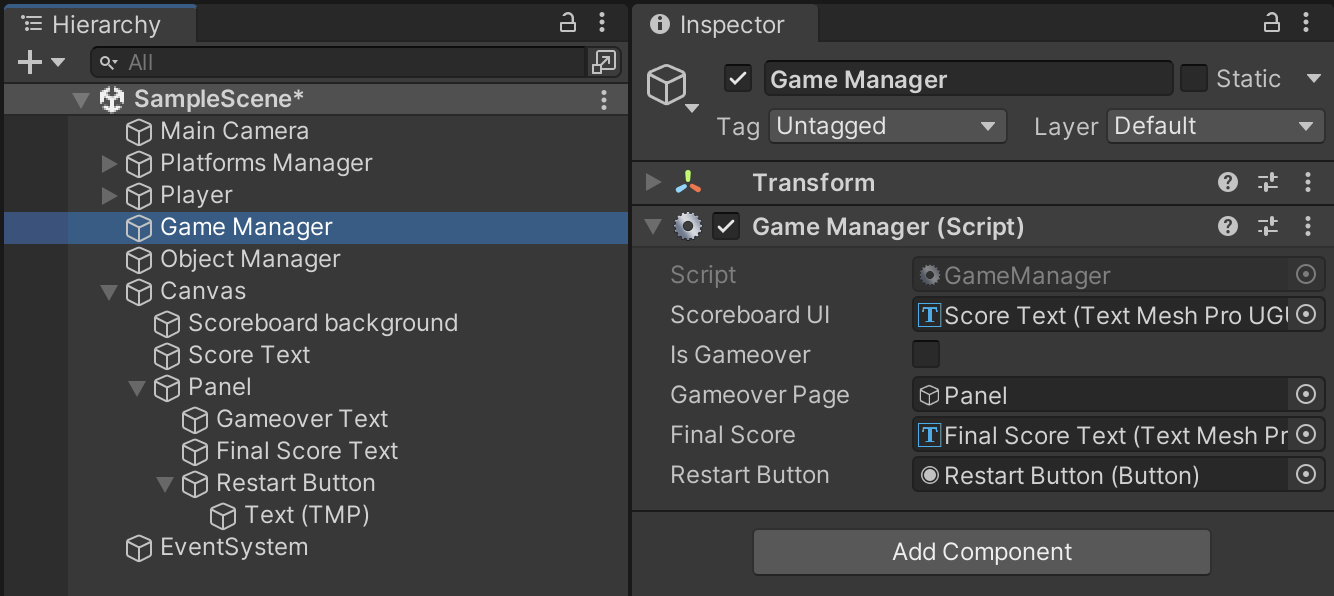 Hierarchy
All
SampleScene*
Main Camera
Platforms Manager
Player
Game Manager
Object Manager
Canvas
Scoreboard background
Score Text
Panel
Gameover Text
Final Score Text
Restart Button
Text (TMP)
EventSystem
Inspector
Game Manager Static
Tag Untagged Layer Default
Transform
Game Manager (Script)
Script GameManager
Scoreboard UI Score Text (Text Mesh Pro UGU
Is Gameover
Gameover Page Panel
Final Score Final Score Text (Text Mesh Pr
Restart Button Restart Button (Button)
Add Component